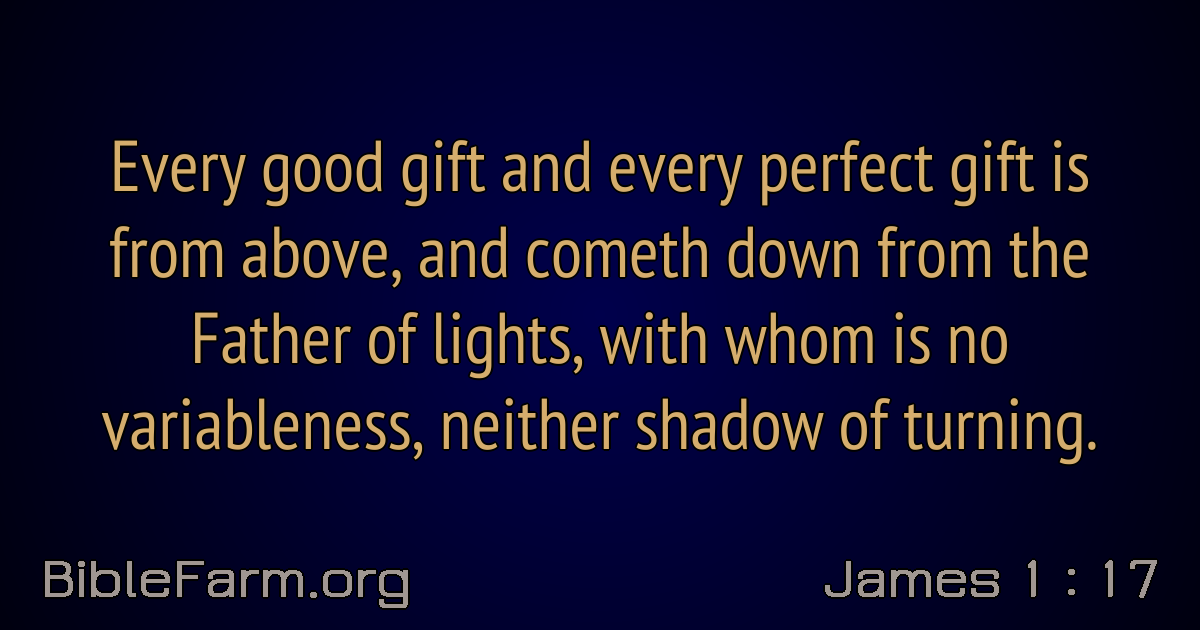 Every good gift and every perfect gift is
from above, and cometh down from the
Father of lights, with whom is no
variableness, neither shadow of turning.
BibleFarm.org
James 1 : 17